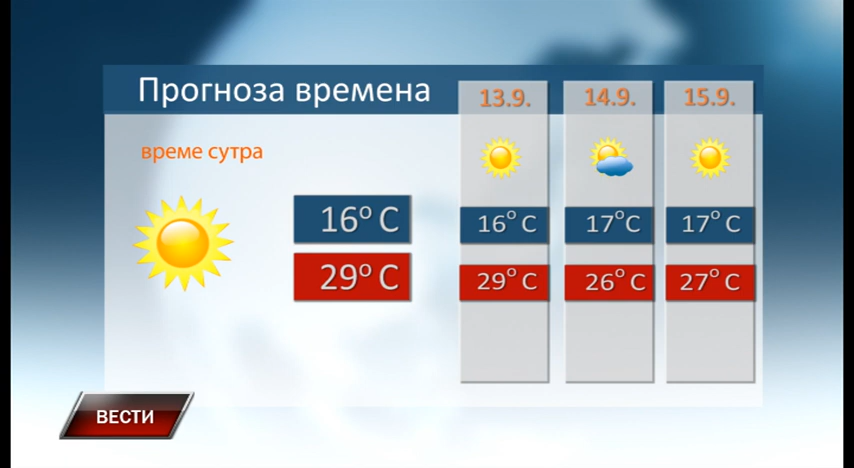 Прогноза времена
време сутра
16° C
29° C
13.9.
16° C
29° C
14.9.
17°C
26° C
15.9.
17° C
27° C
ВЕСТИ